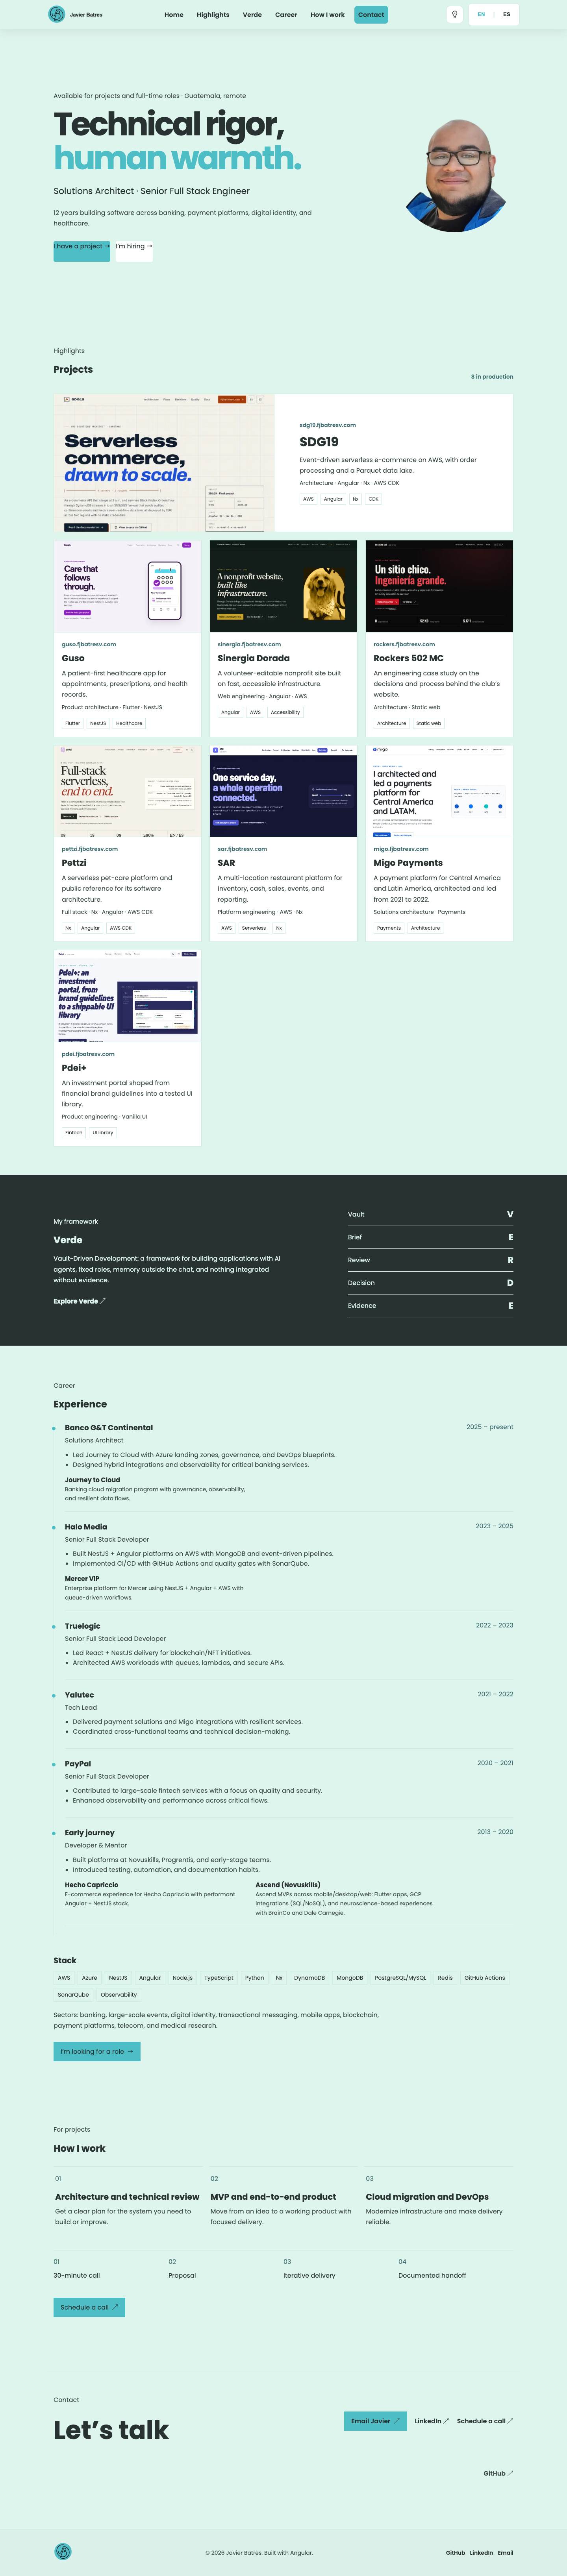 Javier Batres
Home
Highlights
Verde
Career
How I work
Contact
EN
ES
Available for projects and full-time roles · Guatemala, remote
Technical rigor,
human warmth.
Solutions Architect · Senior Full Stack Engineer
12 years building software across banking, payment platforms, digital identity, and
healthcare.
I have a project →
I'm hiring →
Highlights
Projects
8 in production
Serverless
commerce,
drawn to scale.
sdg19.fjbatresv.com
SDG19
Event-driven serverless e-commerce on AWS, with order
processing and a Parquet data lake.
Architecture · Angular · Nx · AWS CDK
AWS
Angular
Nx
CDK
Care that
follows
through.
guso.fjbatresv.com
Guso
A patient-first healthcare app for
appointments, prescriptions, and health
records.
Product architecture · Flutter · NestJS
Flutter
NestJS
Healthcare
A nonprofit website,
built like
infrastructure.
sinergia.fjbatresv.com
Sinergia Dorada
A volunteer-editable nonprofit site built
on fast, accessible infrastructure.
Web engineering · Angular · AWS
Angular
AWS
Accessibility
Un sitio chico.
Ingeniería grande.
rockers.fjbatresv.com
Rockers 502 MC
An engineering case study on the
decisions and process behind the club's
website.
Architecture · Static web
Architecture
Static web
Full-stack
serverless,
end to end.
pettzi.fjbatresv.com
Pettzi
A serverless pet-care platform and
public reference for its software
architecture.
Full stack · Nx · Angular · AWS CDK
Nx
Angular
AWS CDK
One service day,
a whole operation
connected.
sar.fjbatresv.com
SAR
A multi-location restaurant platform for
inventory, cash, sales, events, and
reporting.
Platform engineering · AWS · Nx
AWS
Serverless
Nx
I architected and
led a payments
platform for
Central America
and LATAM.
migo.fjbatresv.com
Migo Payments
A payment platform for Central America
and Latin America, architected and led
from 2021 to 2022.
Solutions architecture · Payments
Payments
Architecture
Pdei+: an
investment portal,
from brand
guidelines
to a shippable UI
library
pdei.fjbatresv.com
Pdei+
An investment portal shaped from
financial brand guidelines into a tested UI
library.
Product engineering · Vanilla UI
Fintech
UI library
My framework
Verde
Vault-Driven Development: a framework for building applications with AI
agents, fixed roles, memory outside the chat, and nothing integrated
without evidence.
Explore Verde ↗
Vault V
Brief E
Review R
Decision D
Evidence E
Career
Experience
Banco G&T Continental
2025 – present
Solutions Architect
• Led Journey to Cloud with Azure landing zones, governance, and DevOps blueprints.
• Designed hybrid integrations and observability for critical banking services.
Journey to Cloud
Banking cloud migration program with governance, observability,
and resilient data flows.
Halo Media
2023 – 2025
Senior Full Stack Developer
• Built NestJS + Angular platforms on AWS with MongoDB and event-driven pipelines.
• Implemented CI/CD with GitHub Actions and quality gates with SonarQube.
Mercer VIP
Enterprise platform for Mercer using NestJS + Angular + AWS with
queue-driven workflows.
Truelogic
2022 – 2023
Senior Full Stack Lead Developer
• Led React + NestJS delivery for blockchain/NFT initiatives.
• Architected AWS workloads with queues, lambdas, and secure APIs.
Yalutec
2021 – 2022
Tech Lead
• Delivered payment solutions and Migo integrations with resilient services.
• Coordinated cross-functional teams and technical decision-making.
PayPal
2020 – 2021
Senior Full Stack Developer
• Contributed to large-scale fintech services with a focus on quality and security.
• Enhanced observability and performance across critical flows.
Early journey
2013 – 2020
Developer & Mentor
• Built platforms at Novuskills, Progrentis, and early-stage teams.
• Introduced testing, automation, and documentation habits.
Hecho Capriccio
E-commerce experience for Hecho Capriccio with performant
Angular + NestJS stack.
Ascend (Novuskills)
Ascend MVPs across mobile/desktop/web: Flutter apps, GCP
integrations (SQL/NoSQL), and neuroscience-based experiences
with BrainCo and Dale Carnegie.
Stack
AWS
Azure
NestJS
Angular
Node.js
TypeScript
Python
Nx
DynamoDB
MongoDB
PostgreSQL/MySQL
Redis
GitHub Actions
SonarQube
Observability
Sectors: banking, large-scale events, digital identity, transactional messaging, mobile apps, blockchain,
payment platforms, telecom, and medical research.
I'm looking for a role →
For projects
How I work
01
Architecture and technical review
Get a clear plan for the system you need to
build or improve.
02
MVP and end-to-end product
Move from an idea to a working product with
focused delivery.
03
Cloud migration and DevOps
Modernize infrastructure and make delivery
reliable.
01
30-minute call
02
Proposal
03
Iterative delivery
04
Documented handoff
Schedule a call ↗
Contact
Let's talk
Email Javier ↗
LinkedIn ↗
Schedule a call ↗
GitHub ↗
© 2026 Javier Batres. Built with Angular.
GitHub
LinkedIn
Email